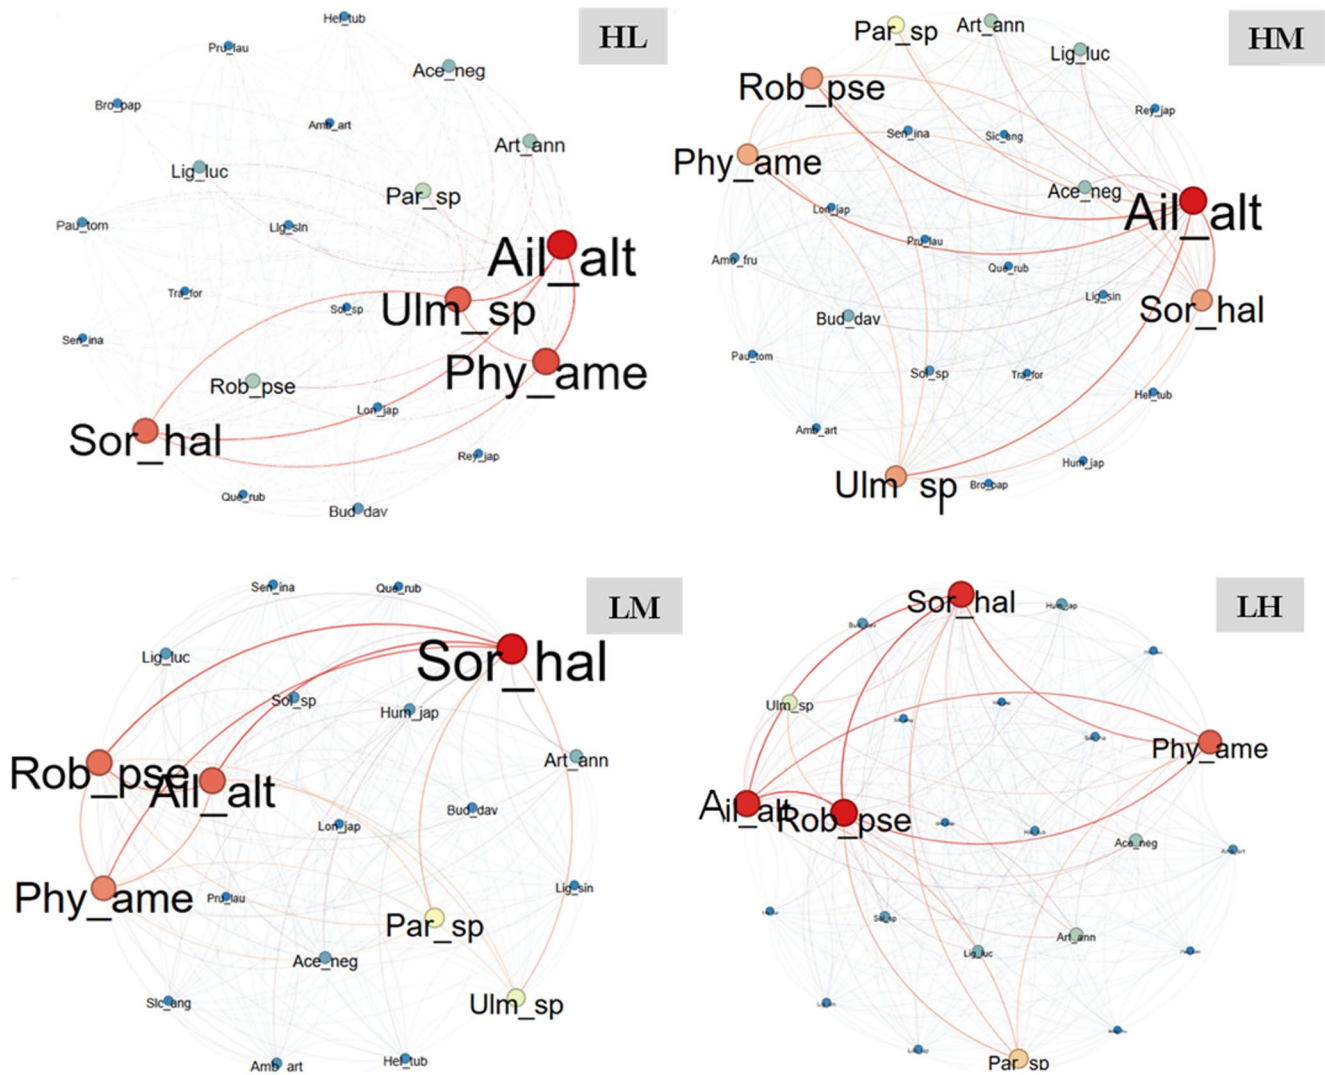 HL
Hel_tub
Pru_lau
Ace_neg
Bro_pap
Amb_art
Art_ann
Lig_luc
Par_sp
Pau_tom
Lig_sin
Ail_alt
Tra_for
Ulm_sp
Sol_sp
Sen_ina
Phy_ame
Rob_pse
Lon_jap
Sor_hal
Rey_jap
Que_rub
Bud_dav
HM
Par_sp
Art_ann
Lig_luc
Rob_pse
Rey_jap
Sen_ina
Sic_ang
Phy_ame
Ace_neg
Lon_jap
Ail_alt
Pru_lau
Amb_fru
Que_rub
Lig_sin
Sor_hal
Bud_dav
Pau_tom
Sol_sp
Tra_for
Hel_tub
Amb_art
Hum_jap
Ulm_sp
Bro_pap
LM
Sen_ina
Que_rub
Lig_luc
Sor_hal
Sol_sp
Hum_jap
Art_ann
Rob_pse
Ail_alt
Bud_dav
Lon_jap
Lig_sin
Phy_ame
Pru_lau
Par_sp
Ace_neg
Sic_ang
Ulm_sp
Amb_art
Hel_tub
LH
Sor_hal
Hum_jap
Bud_dav
Ulm_sp
Phy_ame
Ail_alt
Rob_pse
Ace_neg
Sol_sp
Art_ann
Lig_luc
Par_sp